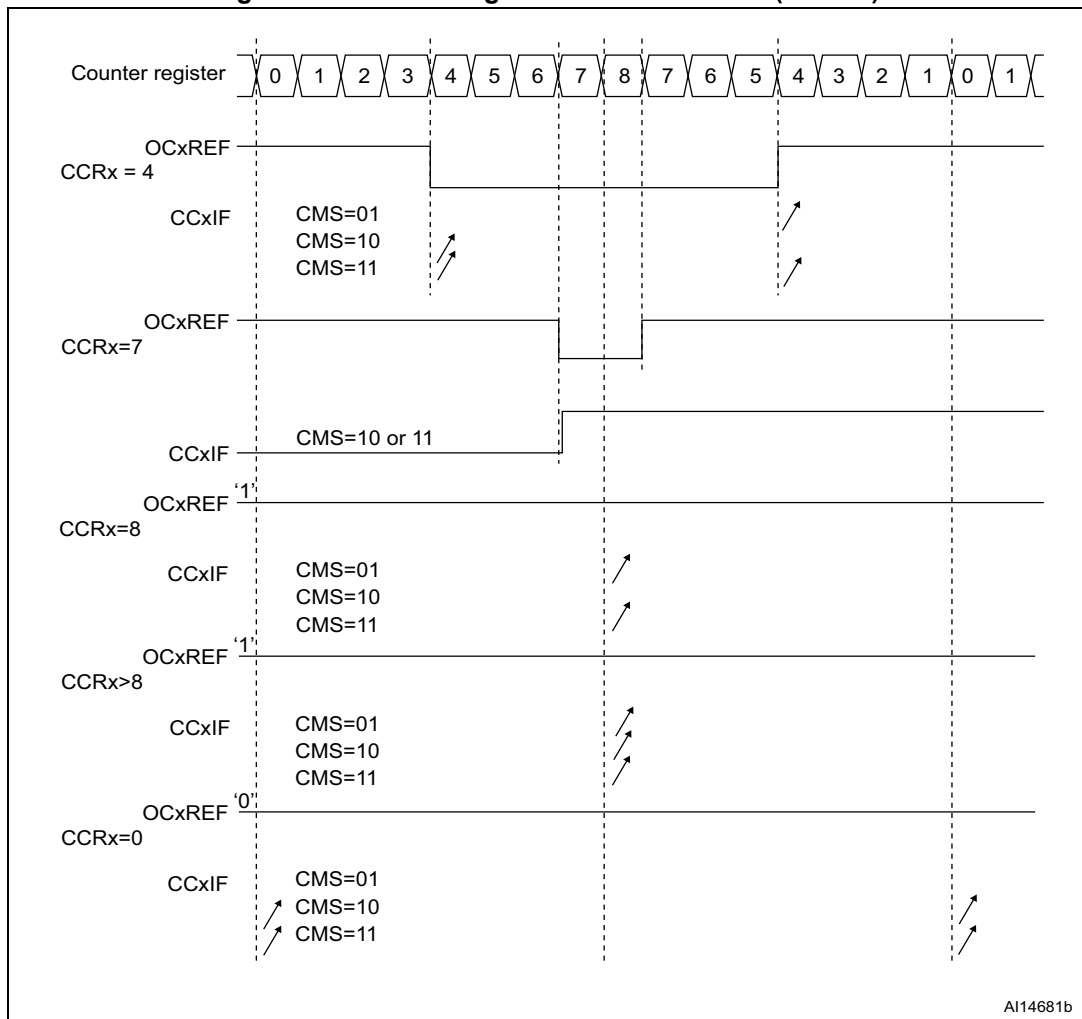 Counter register 0 1 2 3 4 5 6 7 8 7 6 5 4 3 2 1 0 1
OCxREF
CCRx = 4
CCxIF
CMS=01
CMS=10
CMS=11
OCxREF
CCRx=7
CMS=10 or 11
CCxIF
OCxREF '1'
CCRx=8
CCxIF
CMS=01
CMS=10
CMS=11
OCxREF '1'
CCRx>8
CCxIF
CMS=01
CMS=10
CMS=11
OCxREF '0'
CCRx=0
CCxIF
CMS=01
CMS=10
CMS=11
AI14681b